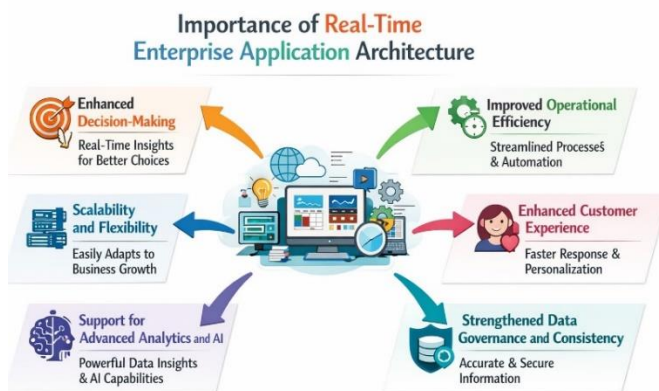 Importance of Real-Time
Enterprise Application Architecture
Enhanced
Decision-Making
Real-Time Insights
for Better Choices
Improved Operational
Efficiency
Streamlined Processes
& Automation
Scalability
and Flexibility
Easily Adapts to
Business Growth
Enhanced Customer
Experience
Faster Response &
Personalization
Support for
Advanced Analytics and AI
Powerful Data Insights
& AI Capabilities
Strengthened Data
Governance and Consistency
Accurate & Secure
Information